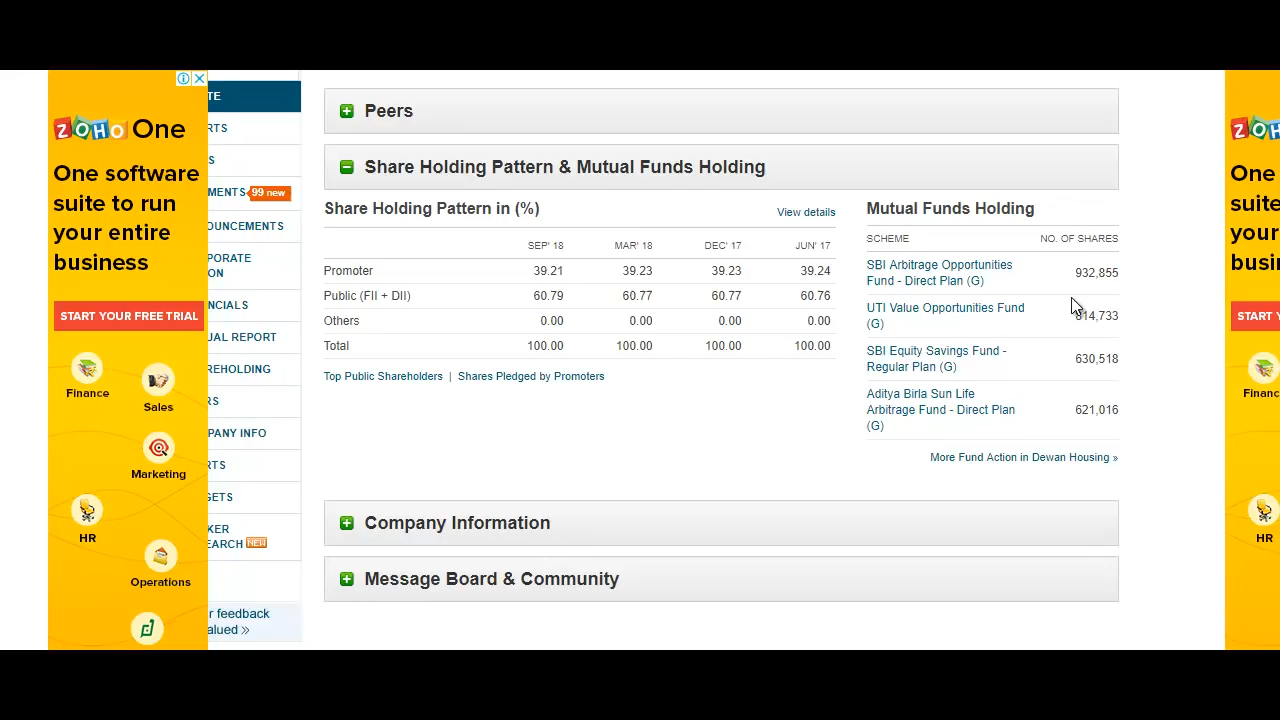 ZOHO One
One software
suite to run
your entire
business
START YOUR FREE TRIAL
Finance
Sales
Marketing
HR
Operations
99 new
OUNCEMENTS
PORATE
NCIALS
UAL REPORT
REHOLDING
PANY INFO
GETS
KER
EARCH NEW
r feedback
alued »
Peers
Share Holding Pattern & Mutual Funds Holding
Share Holding Pattern in (%)
View details
SEP' 18 MAR' 18 DEC' 17 JUN' 17
Promoter 39.21 39.23 39.23 39.24
Public (FII + DII) 60.79 60.77 60.77 60.76
Others 0.00 0.00 0.00 0.00
Total 100.00 100.00 100.00 100.00
Top Public Shareholders | Shares Pledged by Promoters
Mutual Funds Holding
SCHEME NO. OF SHARES
SBI Arbitrage Opportunities
Fund - Direct Plan (G) 932,855
UTI Value Opportunities Fund
(G) 814,733
SBI Equity Savings Fund -
Regular Plan (G) 630,518
Aditya Birla Sun Life
Arbitrage Fund - Direct Plan 621,016
(G)
More Fund Action in Dewan Housing »
Company Information
Message Board & Community
ZOH
One
suite
your
busi
START Y
Financ
HR